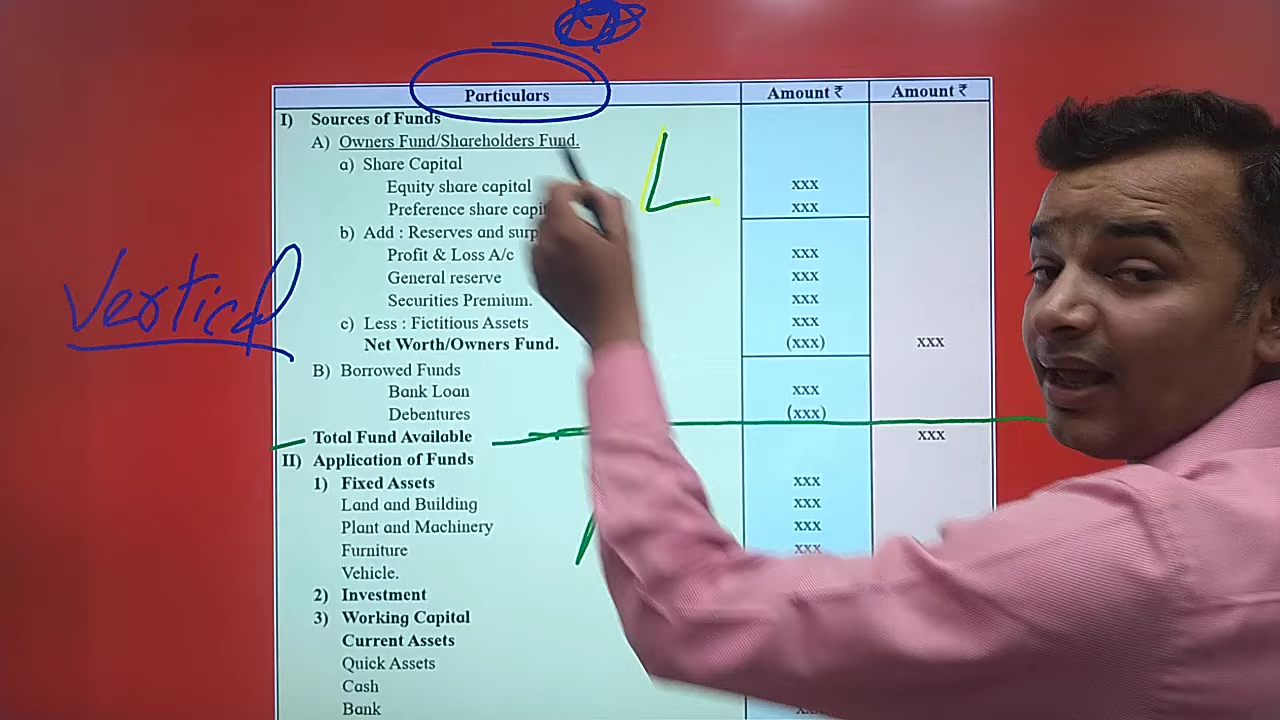 Particulars Amount ₹ Amount ₹
I) Sources of Funds
A) Owners Fund/Shareholders Fund.
a) Share Capital
Equity share capital xxx
Preference share xxx
b) Add : Reserves and
Profit & Loss A/c xxx
General reserve xxx
Securities Premium. xxx
c) Less : Fictitious Assets xxx
Net Worth/Owners Fund. (xxx) xxx
B) Borrowed Funds
Bank Loan xxx
Debentures (xxx)
Total Fund Available xxx
II) Application of Funds
1) Fixed Assets xxx
Land and Building xxx
Plant and Machinery xxx
Furniture xxx
Vehicle.
2) Investment
3) Working Capital
Current Assets
Quick Assets
Cash
Bank
Vertical
L